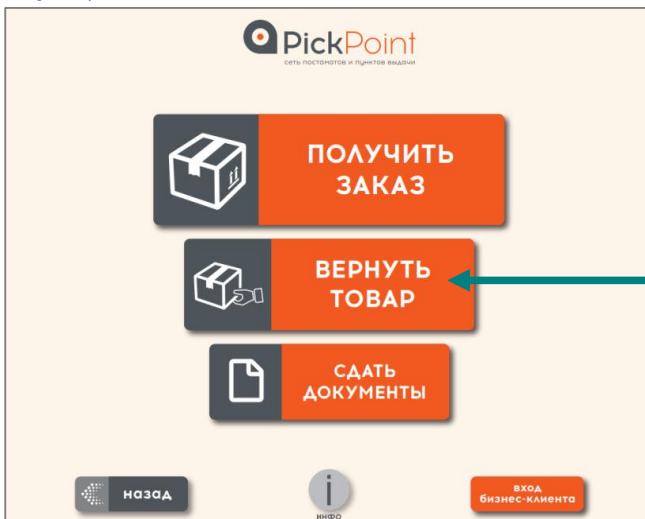 PickPoint
сеть постаматов и пунктов выдачи
ПОЛУЧИТЬ
ЗАКАЗ
ВЕРНУТЬ
ТОВАР
СДАТЬ
ДОКУМЕНТЫ
назад
i
инфо
вход
бизнес-клиента